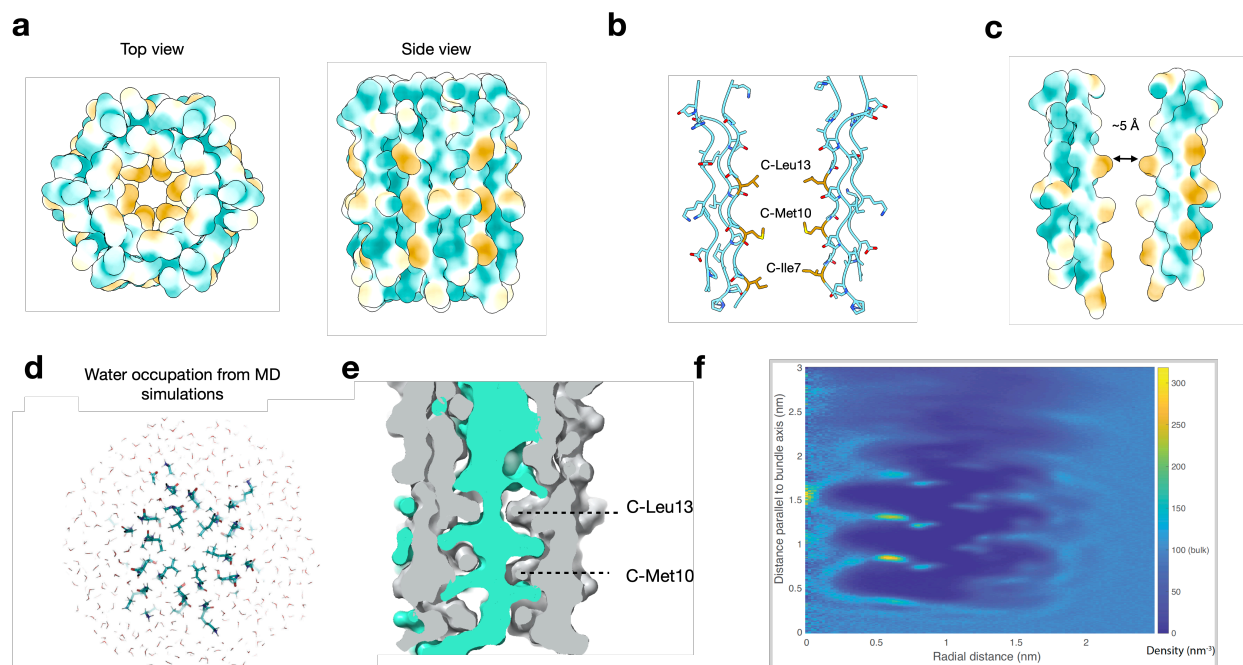 a
Top view
Side view
b
C-Leu13
C-Met10
C-Ile7
c
~5 Å
d
Water occupation from MD
simulations
e
C-Leu13
C-Met10
f
Distance parallel to bundle axis (nm)
3
2.5
2
1.5
1
0.5
0
0
0.5
1
1.5
2
Radial distance (nm)
300
250
200
150
100 (bulk)
50
0
Density (nm⁻³)